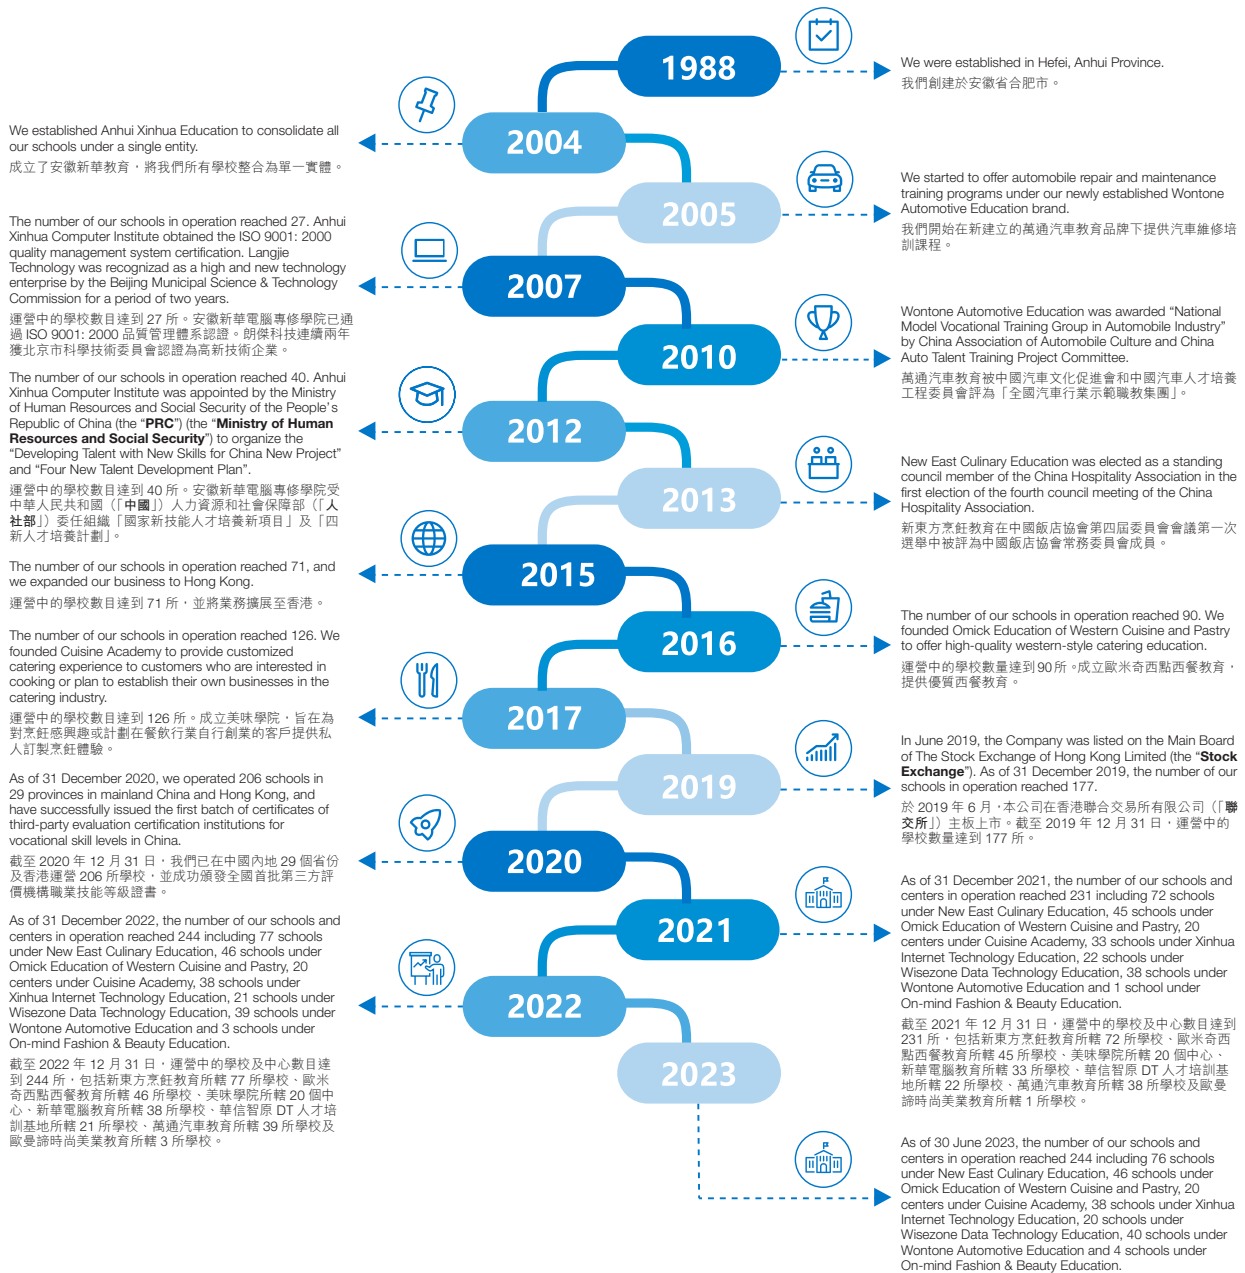 1988
We were established in Hefei, Anhui Province.
我們創建於安徽省合肥市。
2004
We established Anhui Xinhua Education to consolidate all
our schools under a single entity.
成立了安徽新華教育，將我們所有學校整合為單一實體。
2005
We started to offer automobile repair and maintenance
training programs under our newly established Wontone
Automotive Education brand.
我們開始在新建立的萬通汽車教育品牌下提供汽車維修培
訓課程。
2007
The number of our schools in operation reached 27. Anhui
Xinhua Computer Institute obtained the ISO 9001: 2000
quality management system certification. Langjie
Technology was recognizad as a high and new technology
enterprise by the Beijing Municipal Science & Technology
Commission for a period of two years.
運營中的學校數目達到 27 所。安徽新華電腦專修學院已通
過 ISO 9001: 2000 品質管理體系認證。朗傑科技連續兩年
獲北京市科學技術委員會認證為高新技術企業。
2010
Wontone Automotive Education was awarded “National
Model Vocational Training Group in Automobile Industry”
by China Association of Automobile Culture and China
Auto Talent Training Project Committee.
萬通汽車教育被中國汽車文化促進會和中國汽車人才培養
工程委員會評為「全國汽車行業示範職教集團」。
2012
The number of our schools in operation reached 40. Anhui
Xinhua Computer Institute was appointed by the Ministry
of Human Resources and Social Security of the People's
Republic of China (the “PRC”) (the “Ministry of Human
Resources and Social Security”) to organize the
“Developing Talent with New Skills for China New Project”
and “Four New Talent Development Plan”.
運營中的學校數目達到 40 所。安徽新華電腦專修學院受
中華人民共和國（「中國」）人力資源和社會保障部（「人
社部」）委任組織「國家新技能人才培養新項目」及「四
新人才培養計劃」。
2013
New East Culinary Education was elected as a standing
council member of the China Hospitality Association in the
first election of the fourth council meeting of the China
Hospitality Association.
新東方烹飪教育在中國飯店協會第四屆委員會會議第一次
選舉中被評為中國飯店協會常務委員會成員。
2015
The number of our schools in operation reached 71, and
we expanded our business to Hong Kong.
運營中的學校數目達到 71 所，並將業務擴展至香港。
2016
The number of our schools in operation reached 90. We
founded Omick Education of Western Cuisine and Pastry
to offer high-quality western-style catering education.
運營中的學校數量達到 90 所。成立歐米奇西點西餐教育，
提供優質西餐教育。
2017
The number of our schools in operation reached 126. We
founded Cuisine Academy to provide customized
catering experience to customers who are interested in
cooking or plan to establish their own businesses in the
catering industry.
運營中的學校數目達到 126 所。成立美味學院，旨在為
對烹飪感興趣或計劃在餐飲行業自行創業的客戶提供私
人訂製烹飪體驗。
2019
In June 2019, the Company was listed on the Main Board
of The Stock Exchange of Hong Kong Limited (the “Stock
Exchange”). As of 31 December 2019, the number of our
schools in operation reached 177.
於 2019 年 6 月，本公司在香港聯合交易所有限公司（「聯
交所」）主板上市。截至 2019 年 12 月 31 日，運營中的
學校數量達到 177 所。
2020
As of 31 December 2020, we operated 206 schools in
29 provinces in mainland China and Hong Kong, and
have successfully issued the first batch of certificates of
third-party evaluation certification institutions for
vocational skill levels in China.
截至 2020 年 12 月 31 日，我們已在中國內地 29 個省份
及香港運營 206 所學校，並成功頒發全國首批第三方評
價機構職業技能等級證書。
2021
As of 31 December 2021, the number of our schools and
centers in operation reached 231 including 72 schools
under New East Culinary Education, 45 schools under
Omick Education of Western Cuisine and Pastry, 20
centers under Cuisine Academy, 33 schools under Xinhua
Internet Technology Education, 22 schools under
Wisezone Data Technology Education, 38 schools under
Wontone Automotive Education and 1 school under
On-mind Fashion & Beauty Education.
截至 2021 年 12 月 31 日，運營中的學校及中心數目達到
231 所，包括新東方烹飪教育所轄 72 所學校、歐米奇西
點西餐教育所轄 45 所學校、美味學院所轄 20 個中心、
新華電腦教育所轄 33 所學校、華信智原 DT 人才培訓基
地所轄 22 所學校、萬通汽車教育所轄 38 所學校及歐曼
諦時尚美業教育所轄 1 所學校。
2022
As of 31 December 2022, the number of our schools and
centers in operation reached 244 including 77 schools
under New East Culinary Education, 46 schools under
Omick Education of Western Cuisine and Pastry, 20
centers under Cuisine Academy, 38 schools under
Xinhua Internet Technology Education, 21 schools under
Wisezone Data Technology Education, 39 schools under
Wontone Automotive Education and 3 schools under
On-mind Fashion & Beauty Education.
截至 2022 年 12 月 31 日，運營中的學校及中心數目達
到 244 所，包括新東方烹飪教育所轄 77 所學校、歐米
奇西點西餐教育所轄 46 所學校、美味學院所轄 20 個中
心、新華電腦教育所轄 38 所學校、華信智原 DT 人才培
訓基地所轄 21 所學校、萬通汽車教育所轄 39 所學校及
歐曼諦時尚美業教育所轄 3 所學校。
2023
As of 30 June 2023, the number of our schools and
centers in operation reached 244 including 76 schools
under New East Culinary Education, 46 schools under
Omick Education of Western Cuisine and Pastry, 20
centers under Cuisine Academy, 38 schools under Xinhua
Internet Technology Education, 20 schools under
Wisezone Data Technology Education, 40 schools under
Wontone Automotive Education and 4 schools under
On-mind Fashion & Beauty Education.